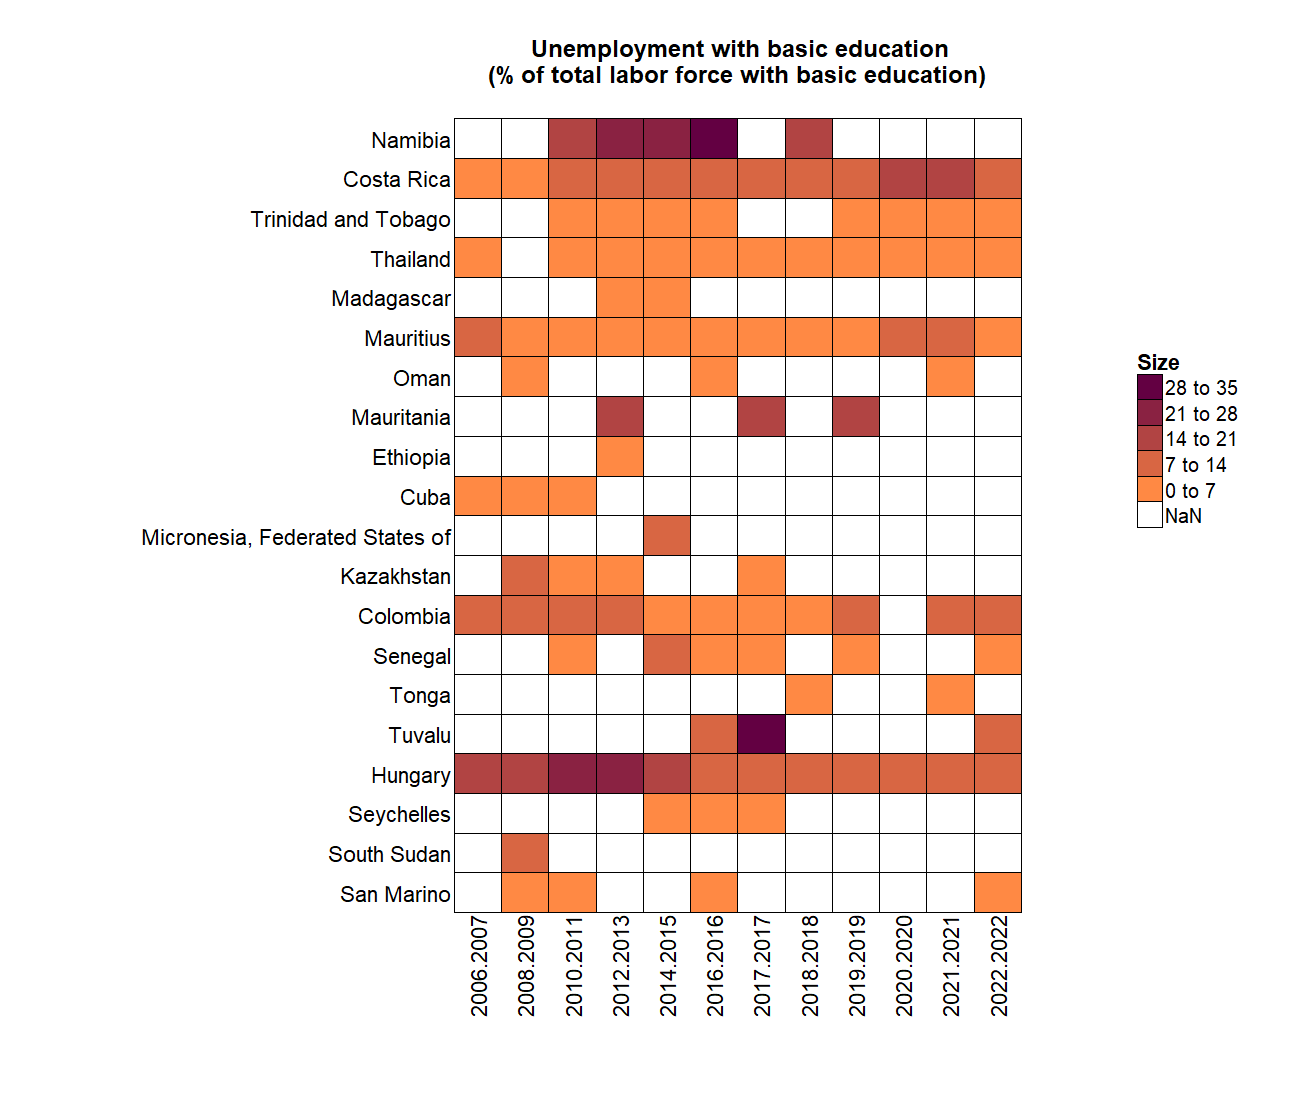 Unemployment with basic education
(% of total labor force with basic education)
Namibia
Costa Rica
Trinidad and Tobago
Thailand
Madagascar
Mauritius
Oman
Mauritania
Ethiopia
Cuba
Micronesia, Federated States of
Kazakhstan
Colombia
Senegal
Tonga
Tuvalu
Hungary
Seychelles
South Sudan
San Marino
2006.2007
2008.2009
2010.2011
2012.2013
2014.2015
2016.2016
2017.2017
2018.2018
2019.2019
2020.2020
2021.2021
2022.2022
Size
28 to 35
21 to 28
14 to 21
7 to 14
0 to 7
NaN